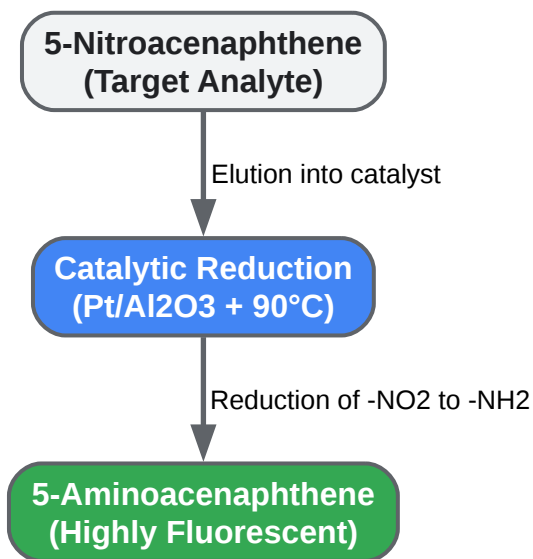 5-Nitroacenaphthene
(Target Analyte)
Elution into catalyst
Catalytic Reduction
(Pt/Al2O3 + 90°C)
Reduction of -NO2 to -NH2
5-Aminoacenaphthene
(Highly Fluorescent)